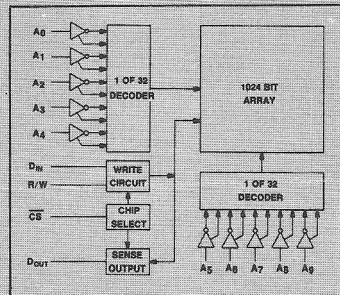 A0
A1
A2
A3
A4
1 OF 32
DECODER
1024 BIT
ARRAY
DIN
R/W
WRITE
CIRCUIT
CS
CHIP
SELECT
DOUT
SENSE
OUTPUT
1 OF 32
DECODER
A5
A6
A7
A8
A9